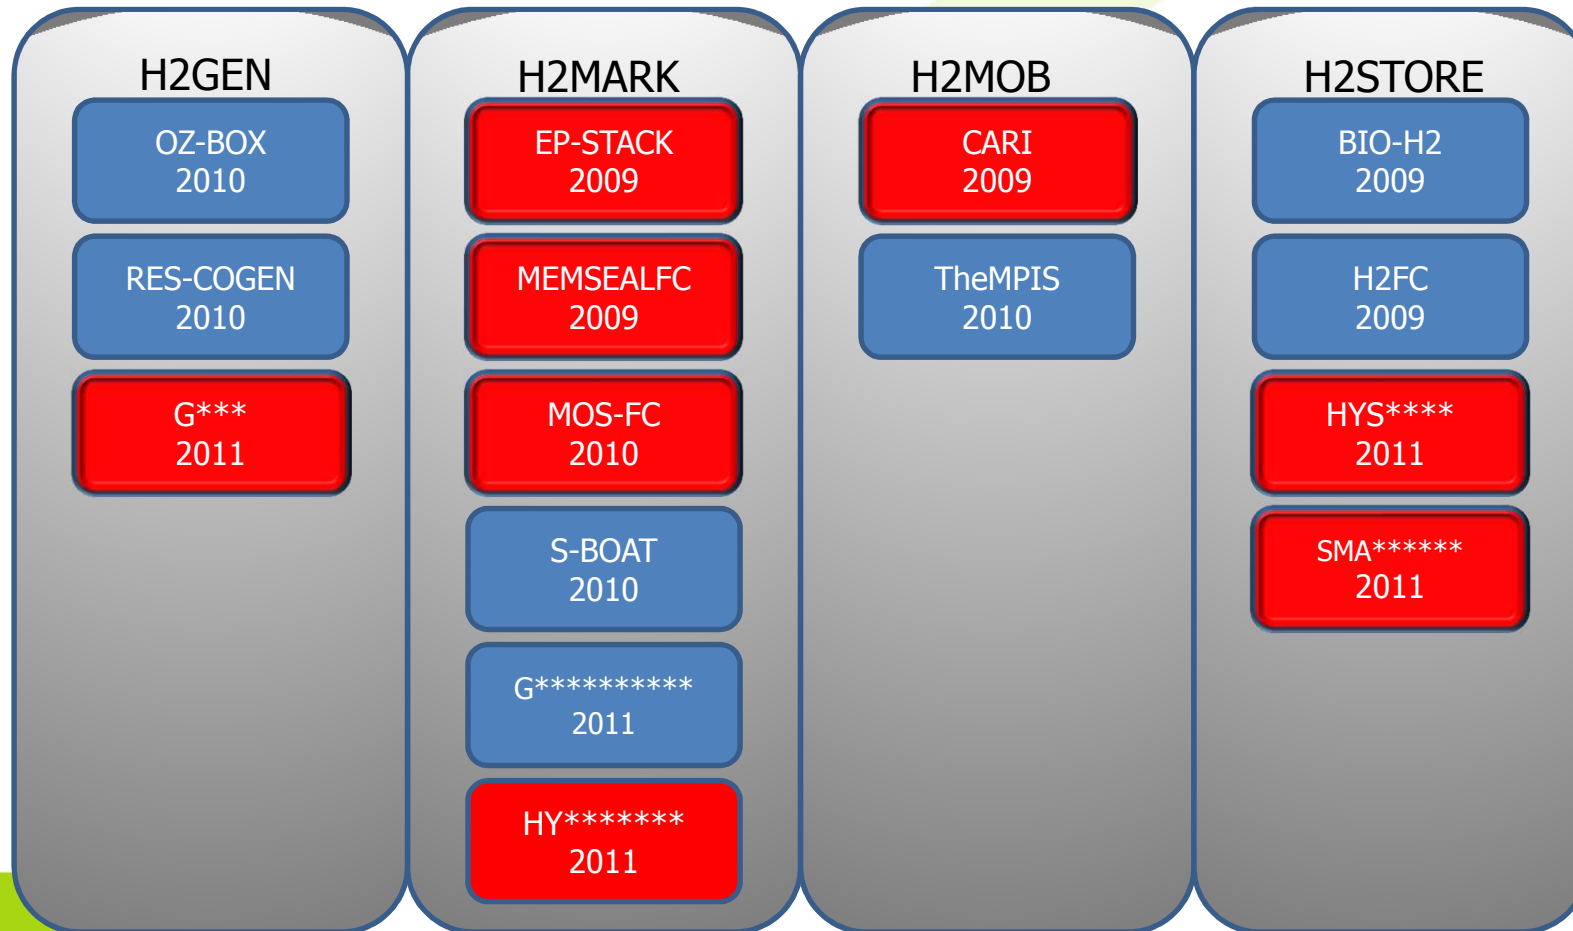 H2GEN
OZ-BOX
2010
RES-COGEN
2010
G***
2011
H2MARK
EP-STACK
2009
MEMSEALFC
2009
MOS-FC
2010
S-BOAT
2010
G**********
2011
HY*******
2011
H2MOB
CARI
2009
TheMPIS
2010
H2STORE
BIO-H2
2009
H2FC
2009
HYS****
2011
SMA******
2011